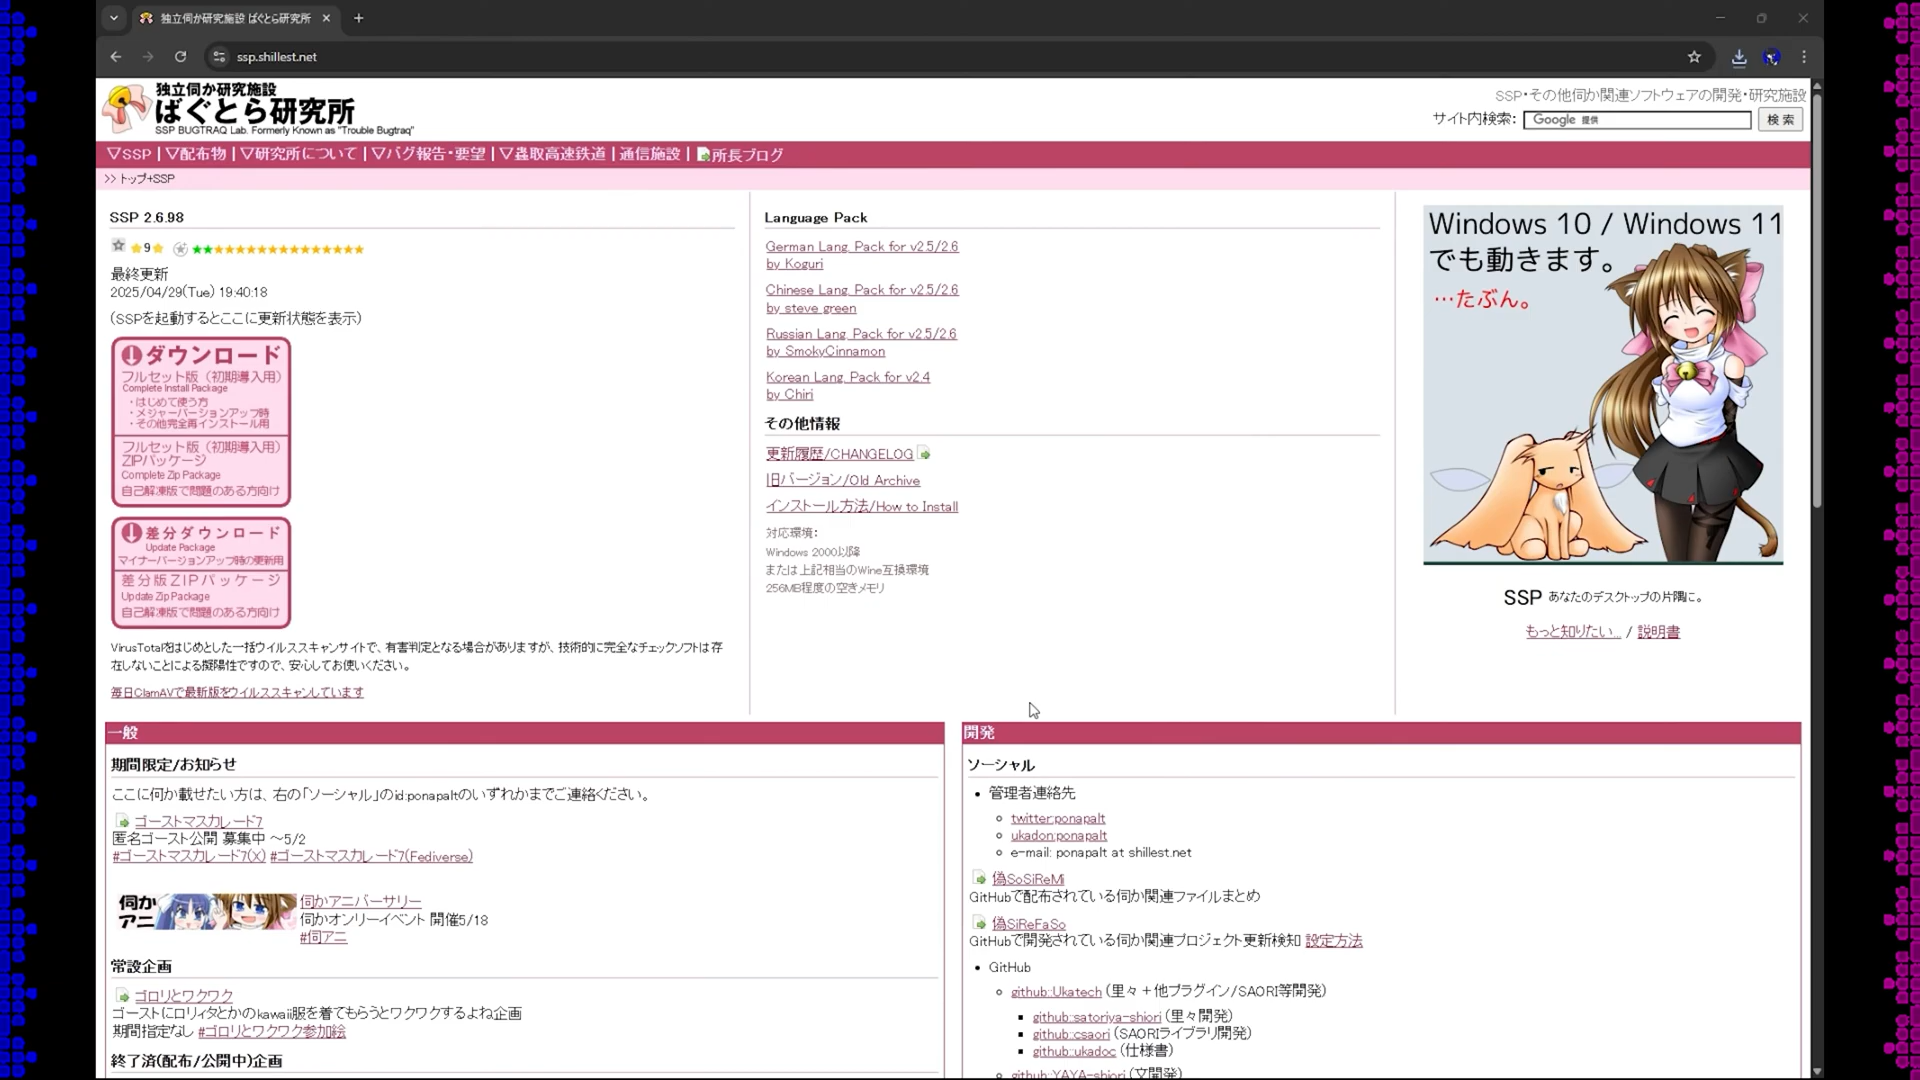 独立伺か研究施設 ばぐとら研究所
ssp.shillest.net
独立伺か研究施設
ばぐとら研究所
SSP BUGTRAQ Lab. Formerly Known as "Trouble Bugtraq"
SSP・その他伺か関連ソフトウェアの開発・研究施設
サイト内検索: Google 提供 検索
▽SSP | ▽配布物 | ▽研究所について | ▽バグ報告・要望 | ▽蟲取高速鉄道 | 通信施設 | 所長ブログ
>> トップ+SSP
SSP 2.6.98
9
最終更新
2025/04/29(Tue) 19:40:18
(SSPを起動するとここに更新状態を表示)
ダウンロード
フルセット版（初期導入用）
Complete Install Package
・はじめて使う方
・メジャーバージョンアップ時
・その他完全再インストール用
フルセット版（初期導入用）
ZIPパッケージ
Complete Zip Package
自己解凍版で問題のある方向け
差分ダウンロード
Update Package
マイナーバージョンアップ時の更新用
差分版ZIPパッケージ
Update Zip Package
自己解凍版で問題のある方向け
VirusTotalをはじめとした一括ウイルススキャンサイトで、有害判定となる場合がありますが、技術的に完全なチェックソフトは存
在しないことによる擬陽性ですので、安心してお使いください。
毎日ClamAVで最新版をウイルススキャンしています
Language Pack
German Lang. Pack for v2.5/2.6
by Koguri
Chinese Lang. Pack for v2.5/2.6
by steve green
Russian Lang. Pack for v2.5/2.6
by SmokyCinnamon
Korean Lang. Pack for v2.4
by Chiri
その他情報
更新履歴/CHANGELOG
旧バージョン/Old Archive
インストール方法/How to Install
対応環境:
Windows 2000以降
または上記相当のWine互換環境
256MB程度の空きメモリ
Windows 10 / Windows 11
でも動きます。
…たぶん。
SSP あなたのデスクトップの片隅に。
もっと知りたい... / 説明書
一般
期間限定/お知らせ
ここに何か載せたい方は、右の「ソーシャル」のid:ponapaltのいずれかまでご連絡ください。
ゴーストマスカレード7
匿名ゴースト公開 募集中 ～5/2
#ゴーストマスカレード7(X) #ゴーストマスカレード7(Fediverse)
伺か
アニ
伺かアニバーサリー
伺かオンリーイベント 開催5/18
#伺アニ
常設企画
ゴロリとワクワク
ゴーストにロリィタとかのkawaii服を着てもらうとワクワクするよね企画
期間指定なし #ゴロリとワクワク参加絵
終了済(配布/公開中)企画
開発
ソーシャル
• 管理者連絡先
twitter:ponapalt
ukadon:ponapalt
e-mail: ponapalt at shillest.net
偽SoSiReMi
GitHubで配布されている伺か関連ファイルまとめ
偽SiReFaSo
GitHubで開発されている伺か関連プロジェクト更新検知 設定方法
• GitHub
github::Ukatech (里々＋他プラグイン/SAORI等開発)
github::satoriya-shiori (里々開発)
github::csaori (SAORIライブラリ開発)
github::ukadoc (仕様書)
github::YAYA-shiori (文開発)